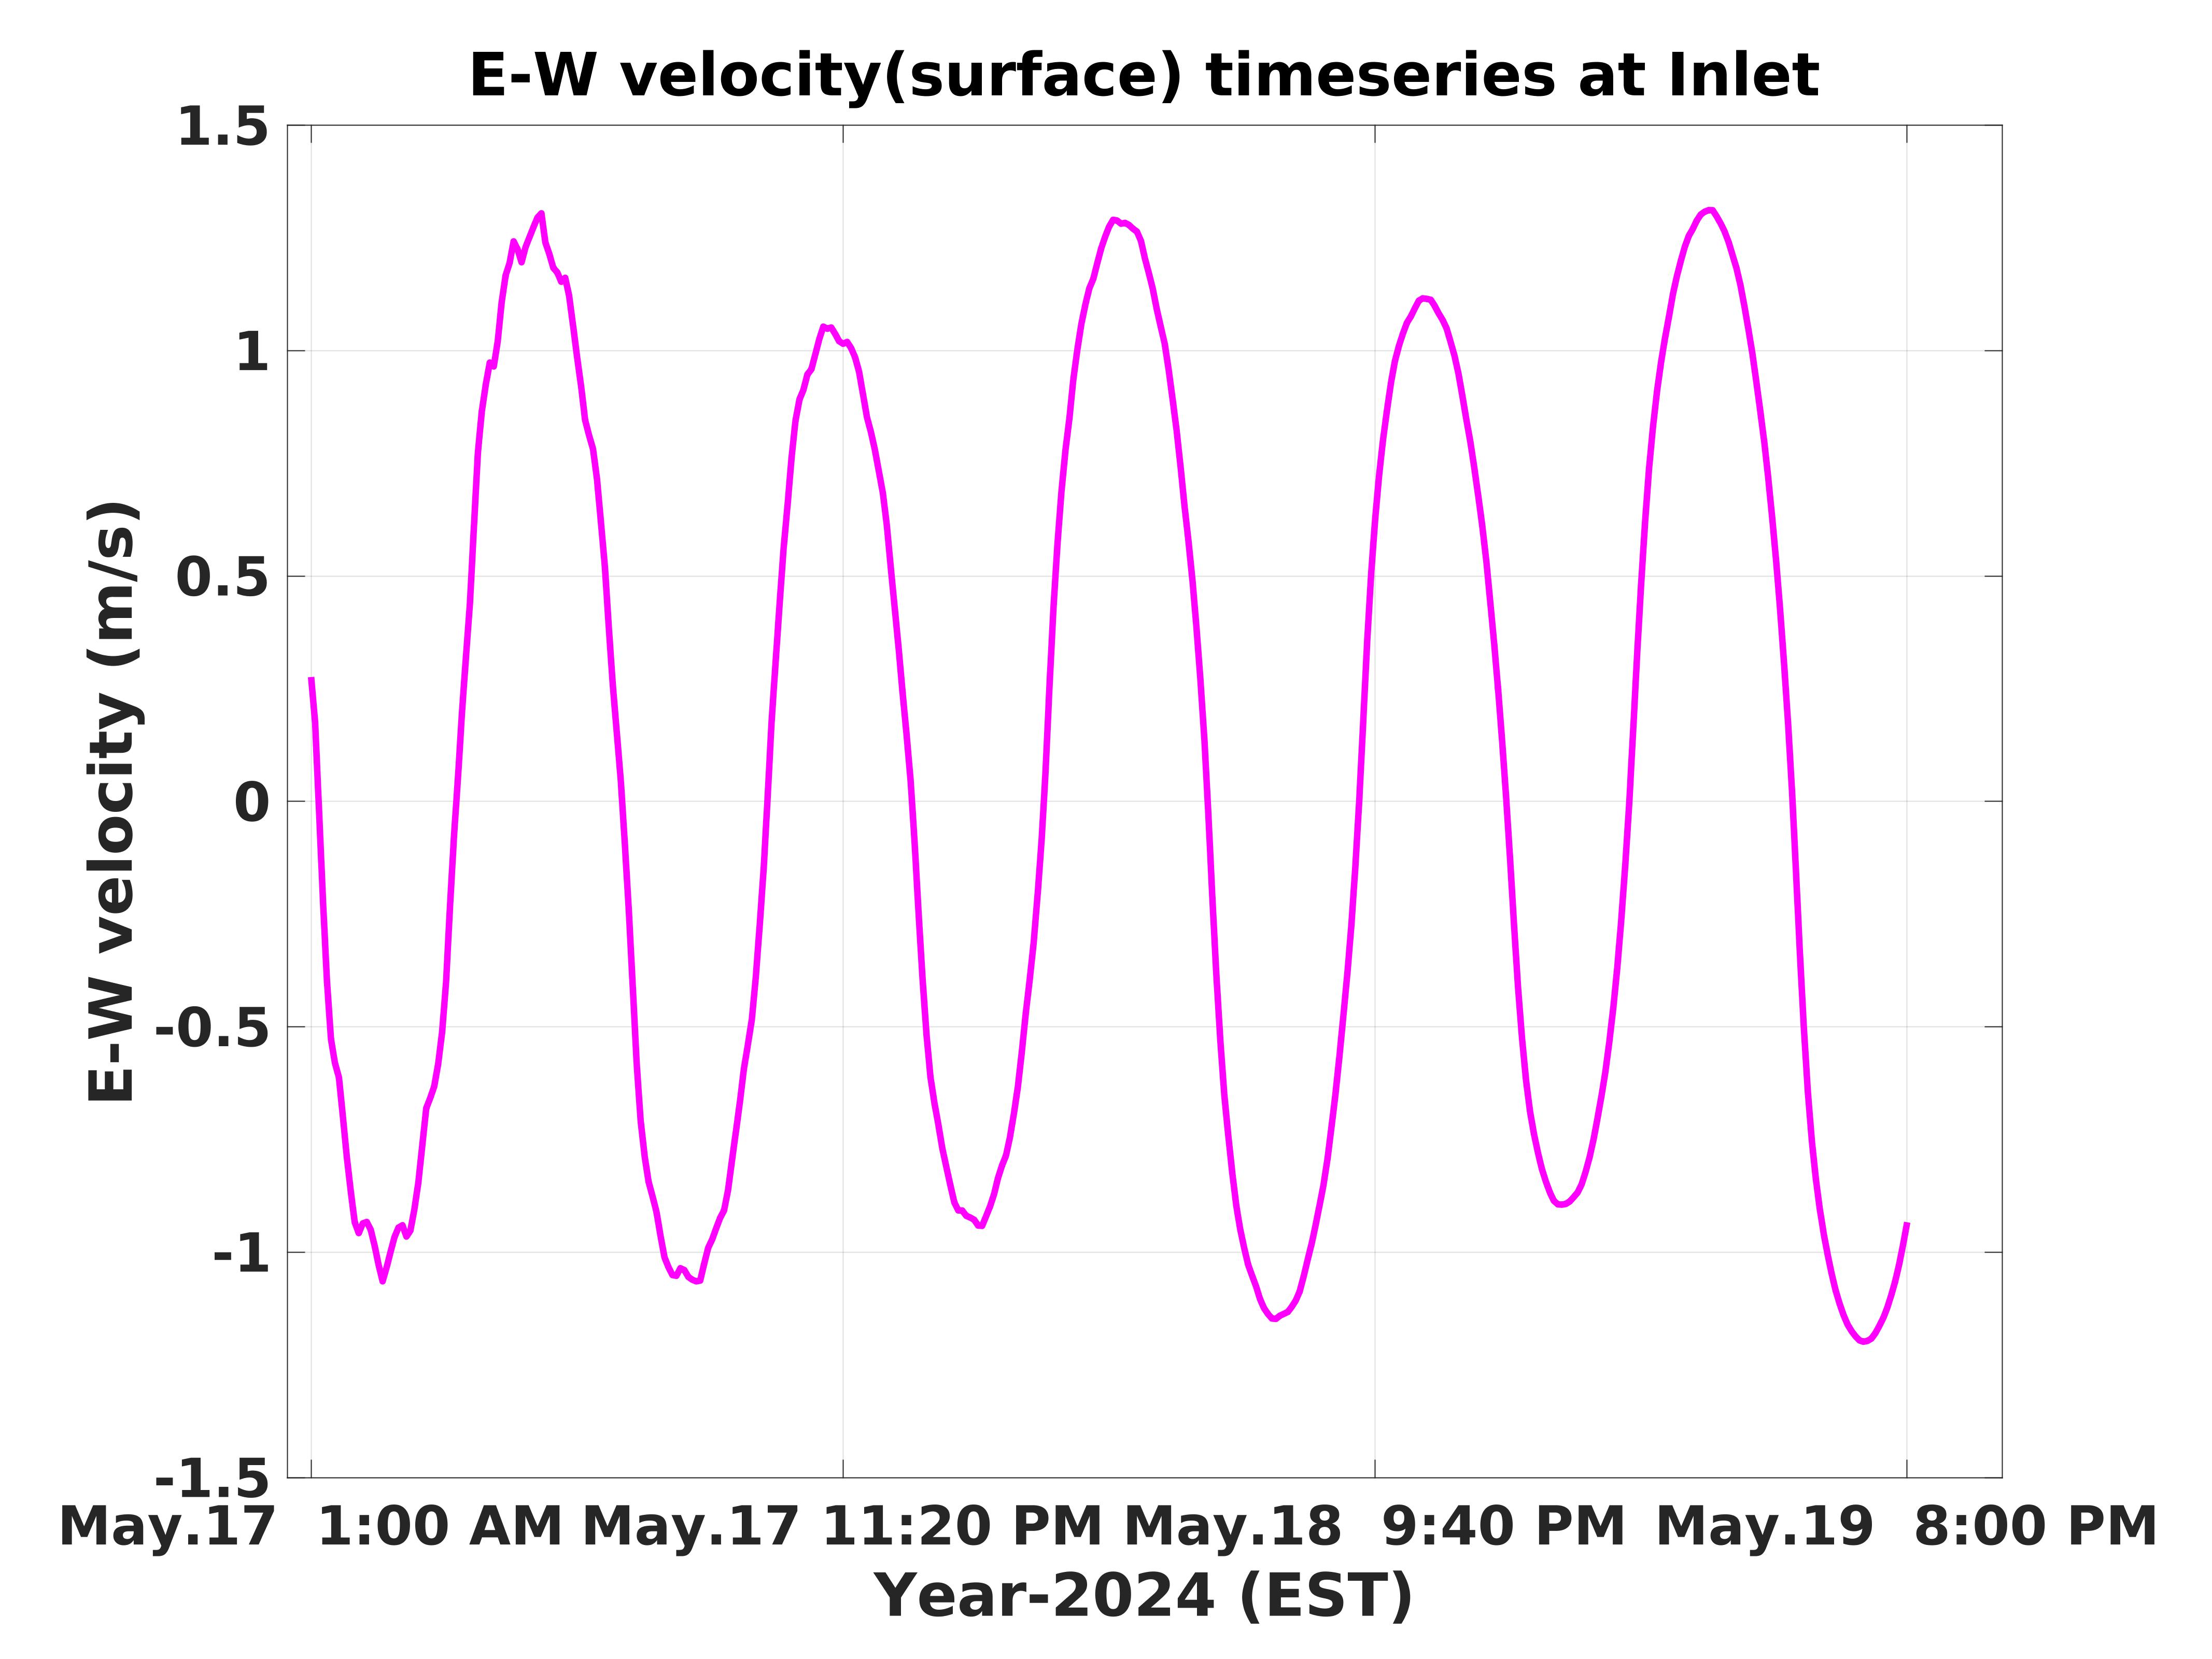 E-W velocity(surface) timeseries at Inlet
E-W velocity (m/s)
1.5
1
0.5
0
-0.5
-1
-1.5
May.17 1:00 AM May.17 11:20 PM May.18 9:40 PM May.19 8:00 PM
Year-2024 (EST)